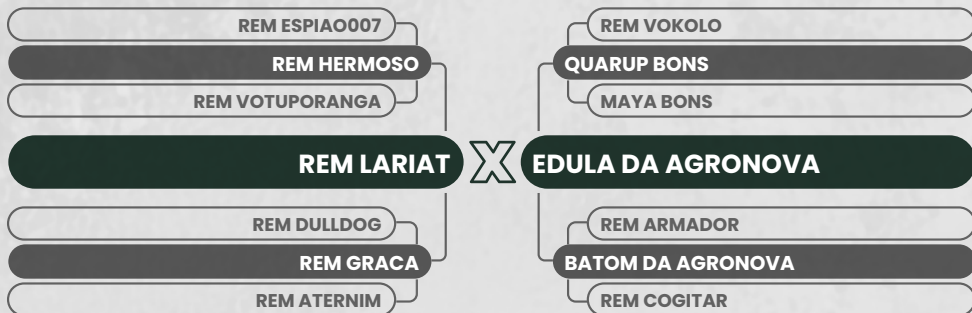 REM ESPIAO007
REM VOKOLO
REM HERMOSO
QUARUP BONS
REM VOTUPORANGA
MAYA BONS
REM LARIAT X EDULA DA AGRONOVA
REM DULLDOG
REM ARMADOR
REM GRACA
BATOM DA AGRONOVA
REM ATERNIM
REM COGITAR